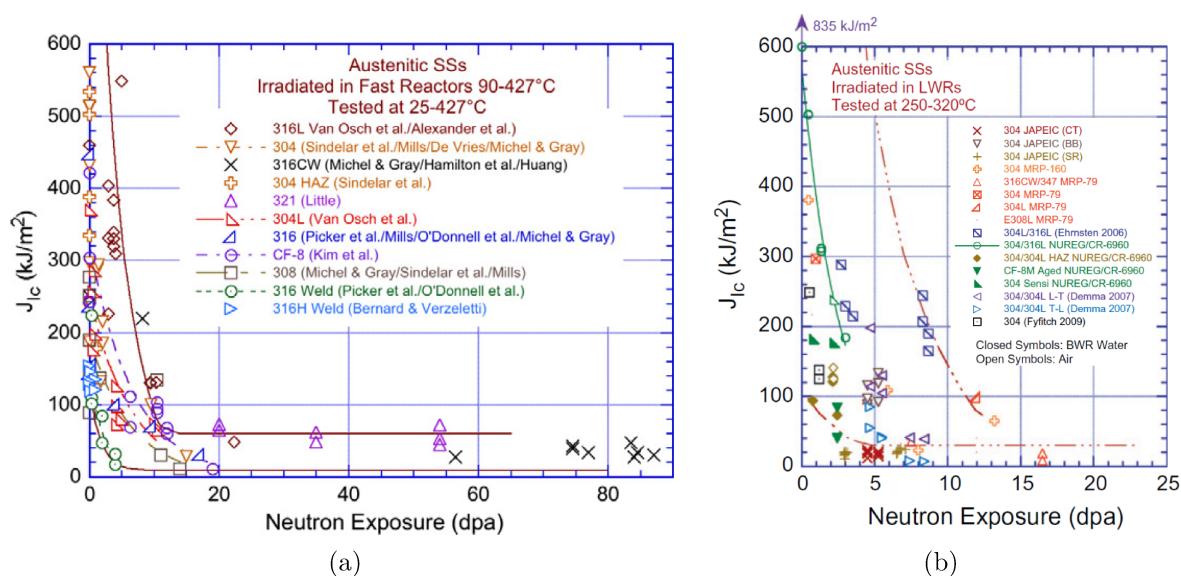 600
500
400
300
200
100
0
J_Ic (kJ/m²)
Austenitic SSs
Irradiated in Fast Reactors 90-427°C
Tested at 25-427°C
316L Van Osch et al./Alexander et al.)
304 (Sindelar et al./Mills/De Vries/Michel & Gray)
316CW (Michel & Gray/Hamilton et al./Huang)
304 HAZ (Sindelar et al.)
321 (Little)
304L (Van Osch et al.)
316 (Picker et al./Mills/O'Donnell et al./Michel & Gray)
CF-8 (Kim et al.)
308 (Michel & Gray/Sindelar et al./Mills)
316 Weld (Picker et al./O'Donnell et al.)
316H Weld (Bernard & Verzeletti)
0 20 40 60 80
Neutron Exposure (dpa)
(a)
835 kJ/m²
600
500
400
300
200
100
0
J_Ic (kJ/m²)
Austenitic SSs
Irradiated in LWRs
Tested at 250-320ºC
304 JAPEIC (CT)
304 JAPEIC (BB)
304 JAPEIC (SR)
304 MRP-160
316CW/347 MRP-79
304 MRP-79
304L MRP-79
E308L MRP-79
304L/316L (Ehrnsten 2006)
304/316L NUREG/CR-6960
304/304L HAZ NUREG/CR-6960
CF-8M Aged NUREG/CR-6960
304 Sensi NUREG/CR-6960
304/304L L-T (Demma 2007)
304/304L T-L (Demma 2007)
304 (Fyfitch 2009)
Closed Symbols: BWR Water
Open Symbols: Air
0 5 10 15 20 25
Neutron Exposure (dpa)
(b)